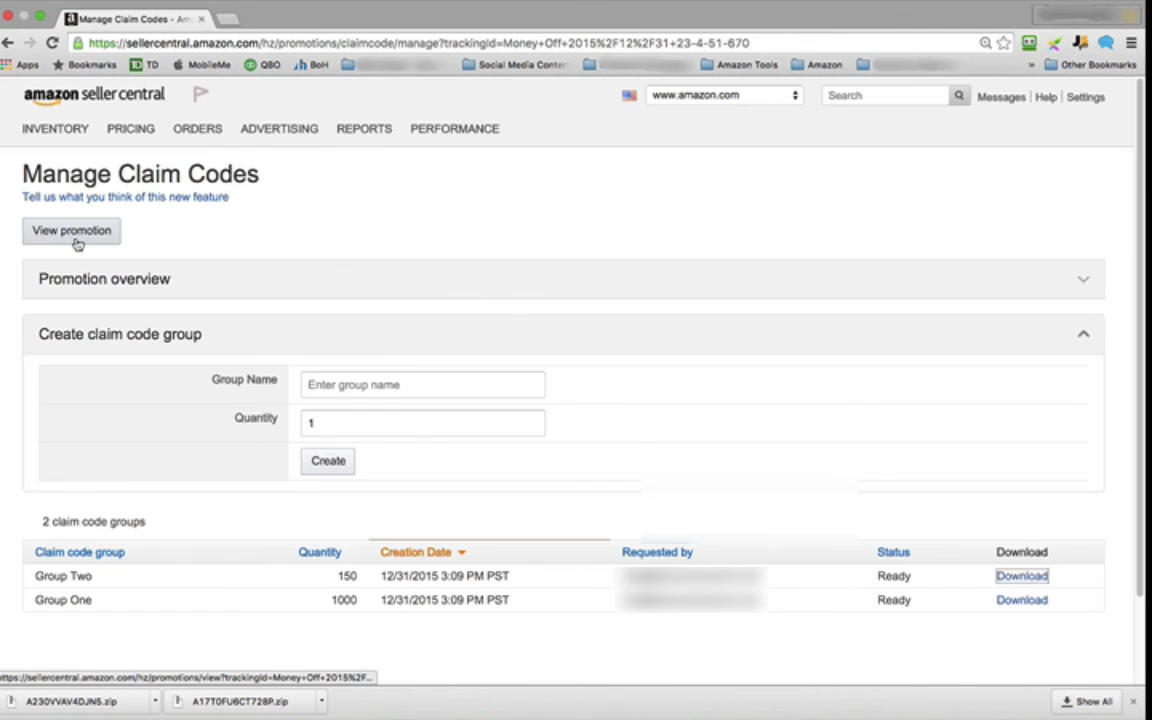 Manage Claim Codes - Am
https://sellercentral.amazon.com/hz/promotions/claimcode/manage?trackingId=Money+Off+2015%2F12%2F31+23-4-51-670
Apps Bookmarks TD MobileMe QBO BoH Social Media Conten Amazon Tools Amazon » Other Bookmarks
amazon seller central www.amazon.com Search Messages | Help | Settings
INVENTORY PRICING ORDERS ADVERTISING REPORTS PERFORMANCE
Manage Claim Codes
Tell us what you think of this new feature
View promotion
Promotion overview
Create claim code group
Group Name Enter group name
Quantity 1
Create
2 claim code groups
Claim code group Quantity Creation Date Requested by Status Download
Group Two 150 12/31/2015 3:09 PM PST Ready Download
Group One 1000 12/31/2015 3:09 PM PST Ready Download
https://sellercentral.amazon.com/hz/promotions/view?trackingId=Money+Off+2015%2F...
A230VVAV4DJN5.zip A17T0FU6CT728P.zip Show All